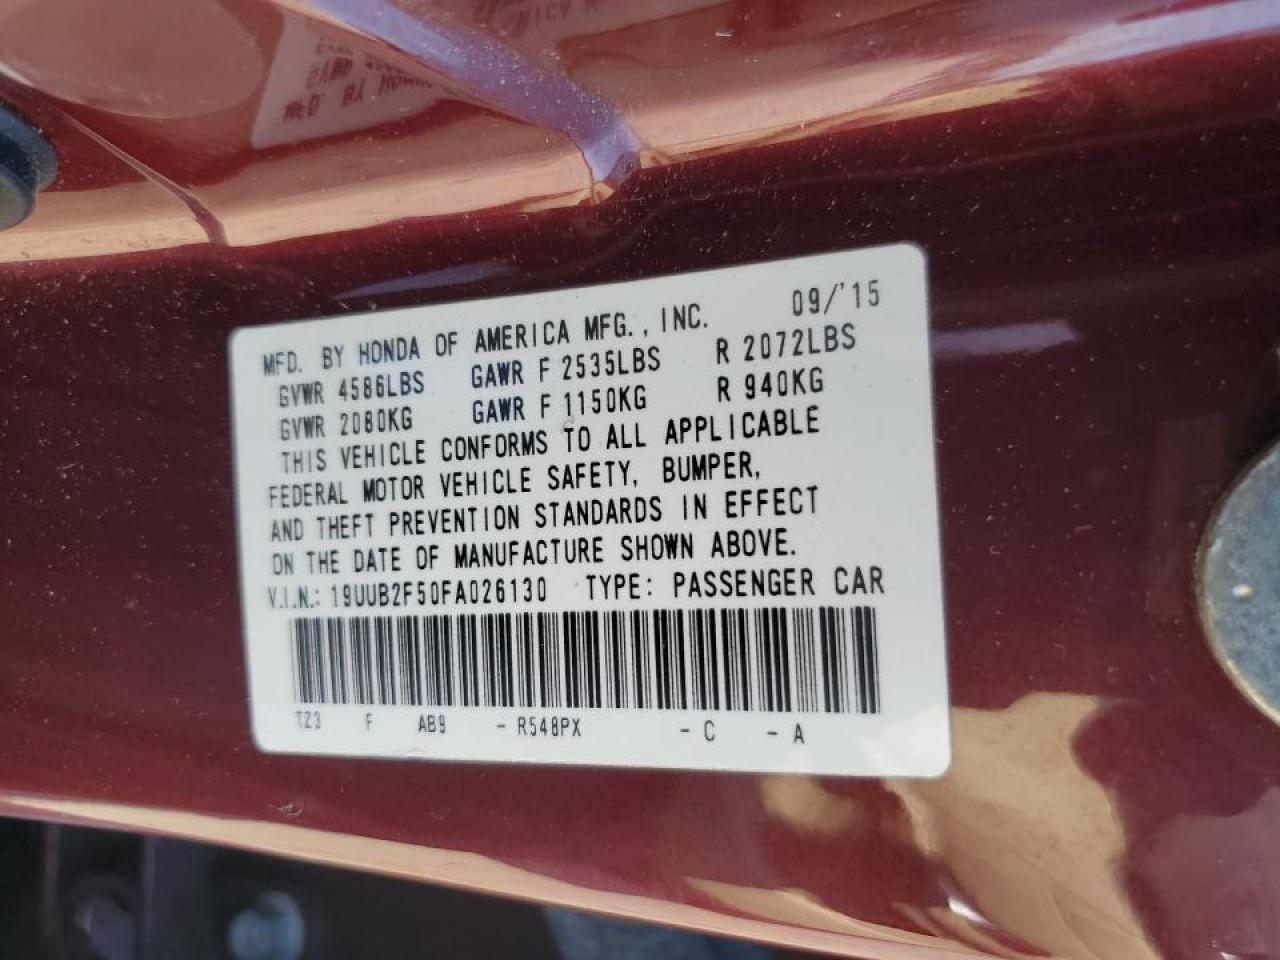 MFD. BY HONDA OF AMERICA MFG., INC. 09/'15
GVWR 4586LBS GAWR F 2535LBS R 2072LBS
GVWR 2080KG GAWR F 1150KG R 940KG
THIS VEHICLE CONFORMS TO ALL APPLICABLE
FEDERAL MOTOR VEHICLE SAFETY, BUMPER,
AND THEFT PREVENTION STANDARDS IN EFFECT
ON THE DATE OF MANUFACTURE SHOWN ABOVE.
V.I.N.: 19UUB2F50FA026130 TYPE: PASSENGER CAR
TZ3 F AB9 - R548PX - C - A